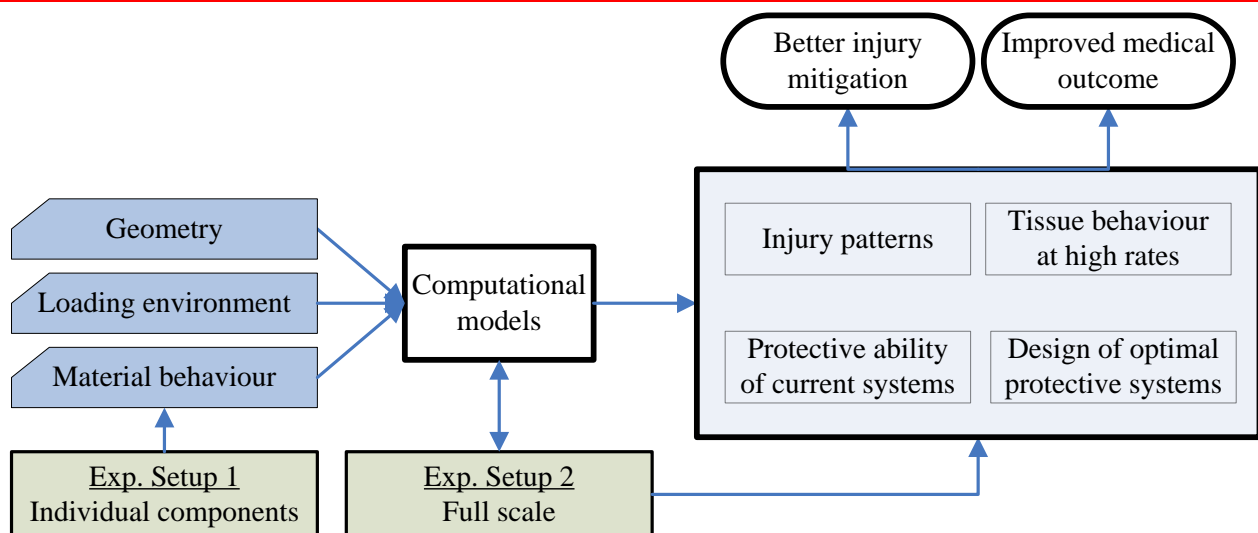 Better injury
mitigation
Improved medical
outcome
Geometry
Loading environment
Material behaviour
Computational
models
Injury patterns
Tissue behaviour
at high rates
Protective ability
of current systems
Design of optimal
protective systems
Exp. Setup 1
Individual components
Exp. Setup 2
Full scale